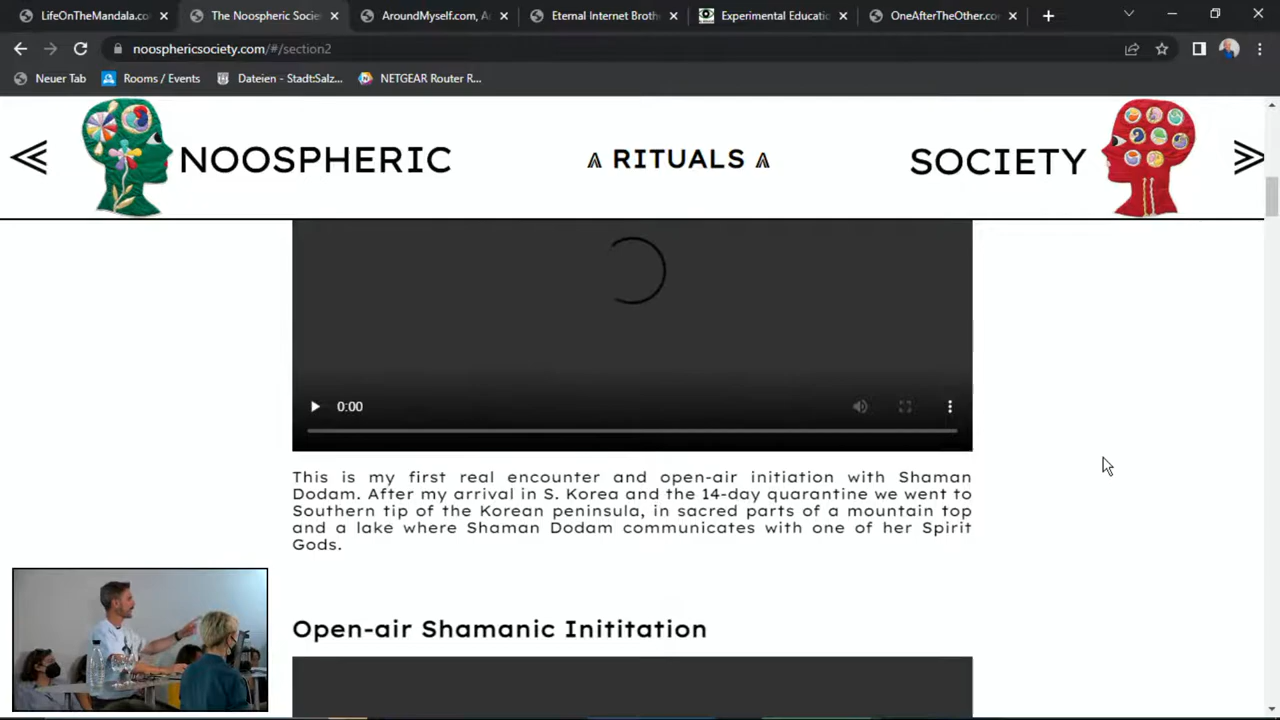 LifeOnTheMandala.co
The Noospheric Socie
AroundMyself.com, A
Eternal Internet Broth
Experimental Educati
OneAfterTheOther.co
noosphericsociety.com/#/section2
Neuer Tab
Rooms / Events
Dateien - Stadt:Salz...
NETGEAR Router R...
NOOSPHERIC
RITUALS
SOCIETY
0:00
This is my first real encounter and open-air initiation with Shaman
Dodam. After my arrival in S. Korea and the 14-day quarantine we went to
Southern tip of the Korean peninsula, in sacred parts of a mountain top
and a lake where Shaman Dodam communicates with one of her Spirit
Gods.
Open-air Shamanic Inititation